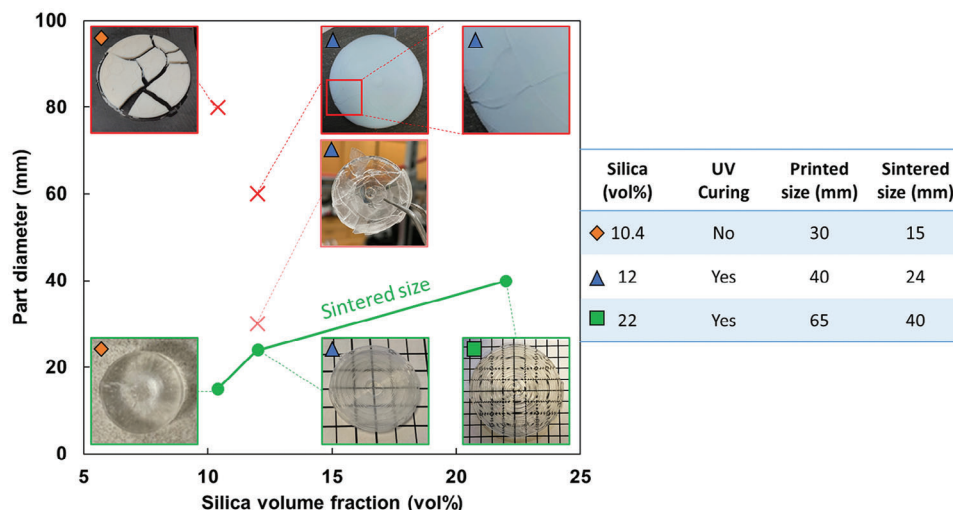 100
80
60
40
20
0
5
10
15
20
25
Part diameter (mm)
Silica volume fraction (vol%)
Sintered size
Silica (vol%) UV Curing Printed size (mm) Sintered size (mm)
10.4 No 30 15
12 Yes 40 24
22 Yes 65 40